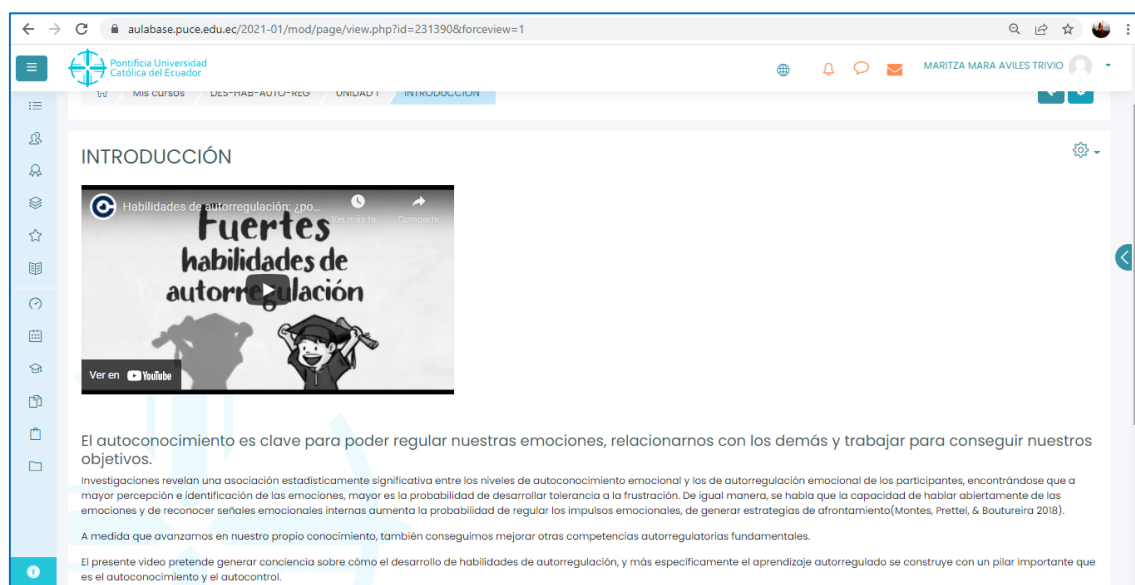 aulabase.puce.edu.ec/2021-01/mod/page/view.php?id=231390&forceview=1
Pontificia Universidad
Católica del Ecuador
MARITZA MARA AVILES TRIVIO
Mis cursos DES-HAB-AUTO-REG UNIDAD 1 INTRODUCCIÓN
INTRODUCCIÓN
Habilidades de autorregulación: ¿po...
Ver más ta...
Compartir
Fuertes
habilidades de
autorregulación
Ver en YouTube
El autoconocimiento es clave para poder regular nuestras emociones, relacionarnos con los demás y trabajar para conseguir nuestros
objetivos.
Investigaciones revelan una asociación estadísticamente significativa entre los niveles de autoconocimiento emocional y los de autorregulación emocional de los participantes, encontrándose que a
mayor percepción e identificación de las emociones, mayor es la probabilidad de desarrollar tolerancia a la frustración. De igual manera, se habla que la capacidad de hablar abiertamente de las
emociones y de reconocer señales emocionales internas aumenta la probabilidad de regular los impulsos emocionales, de generar estrategias de afrontamiento(Montes, Prettel, & Boutureira 2018).
A medida que avanzamos en nuestro propio conocimiento, también conseguimos mejorar otras competencias autorregulatorias fundamentales.
El presente video pretende generar conciencia sobre cómo el desarrollo de habilidades de autorregulación, y más específicamente el aprendizaje autorregulado se construye con un pilar importante que
es el autoconocimiento y el autocontrol.